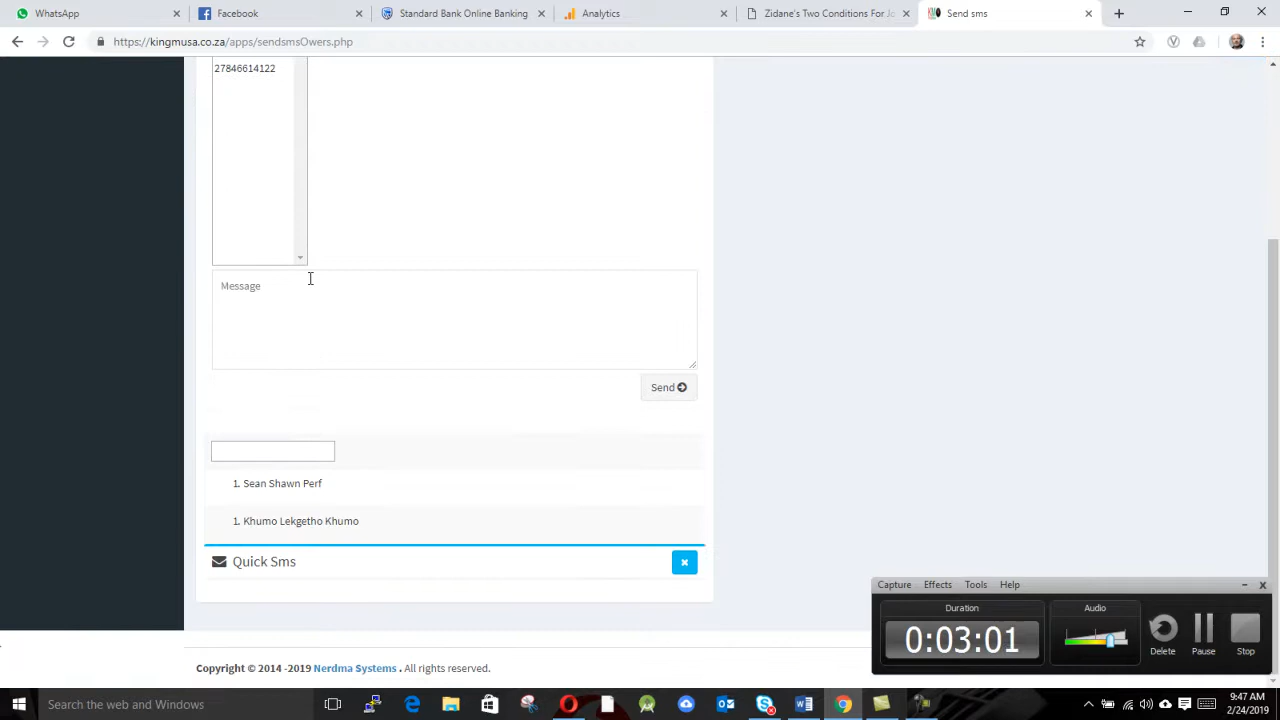 WhatsApp
Facebook
Standard Bank Online Banking
Analytics
Zidane's Two Conditions For Jo
Send sms
https://kingmusa.co.za/apps/sendsmsOwers.php
27846614122
Message
Send
1. Sean Shawn Perf
1. Khumo Lekgetho Khumo
Quick Sms
Capture Effects Tools Help
Duration
Audio
0:03:01
Delete Pause Stop
Copyright © 2014 -2019 Nerdma Systems . All rights reserved.
Search the web and Windows
9:47 AM
2/24/2019